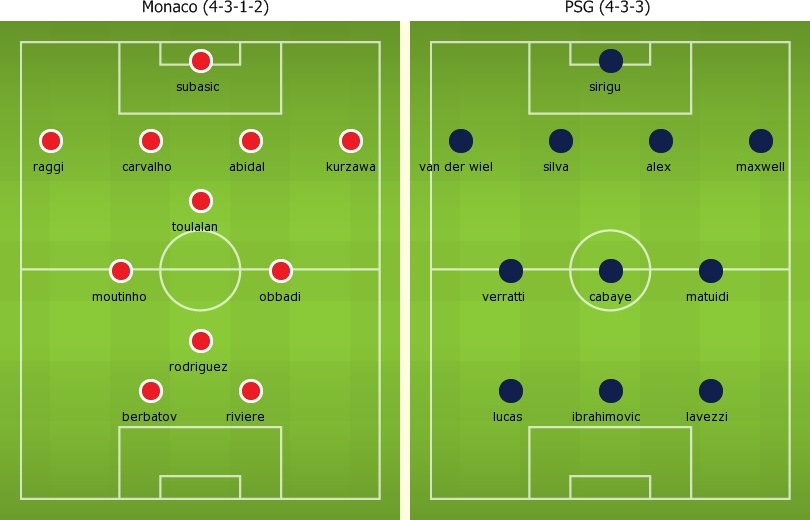 Monaco (4-3-1-2)
subasic
raggi carvalho abidal kurzawa
toulalan
moutinho obbadi
rodriguez
berbatov riviere
PSG (4-3-3)
sirigu
van der wiel silva alex maxwell
verratti cabaye matuidi
lucas ibrahimovic lavezzi